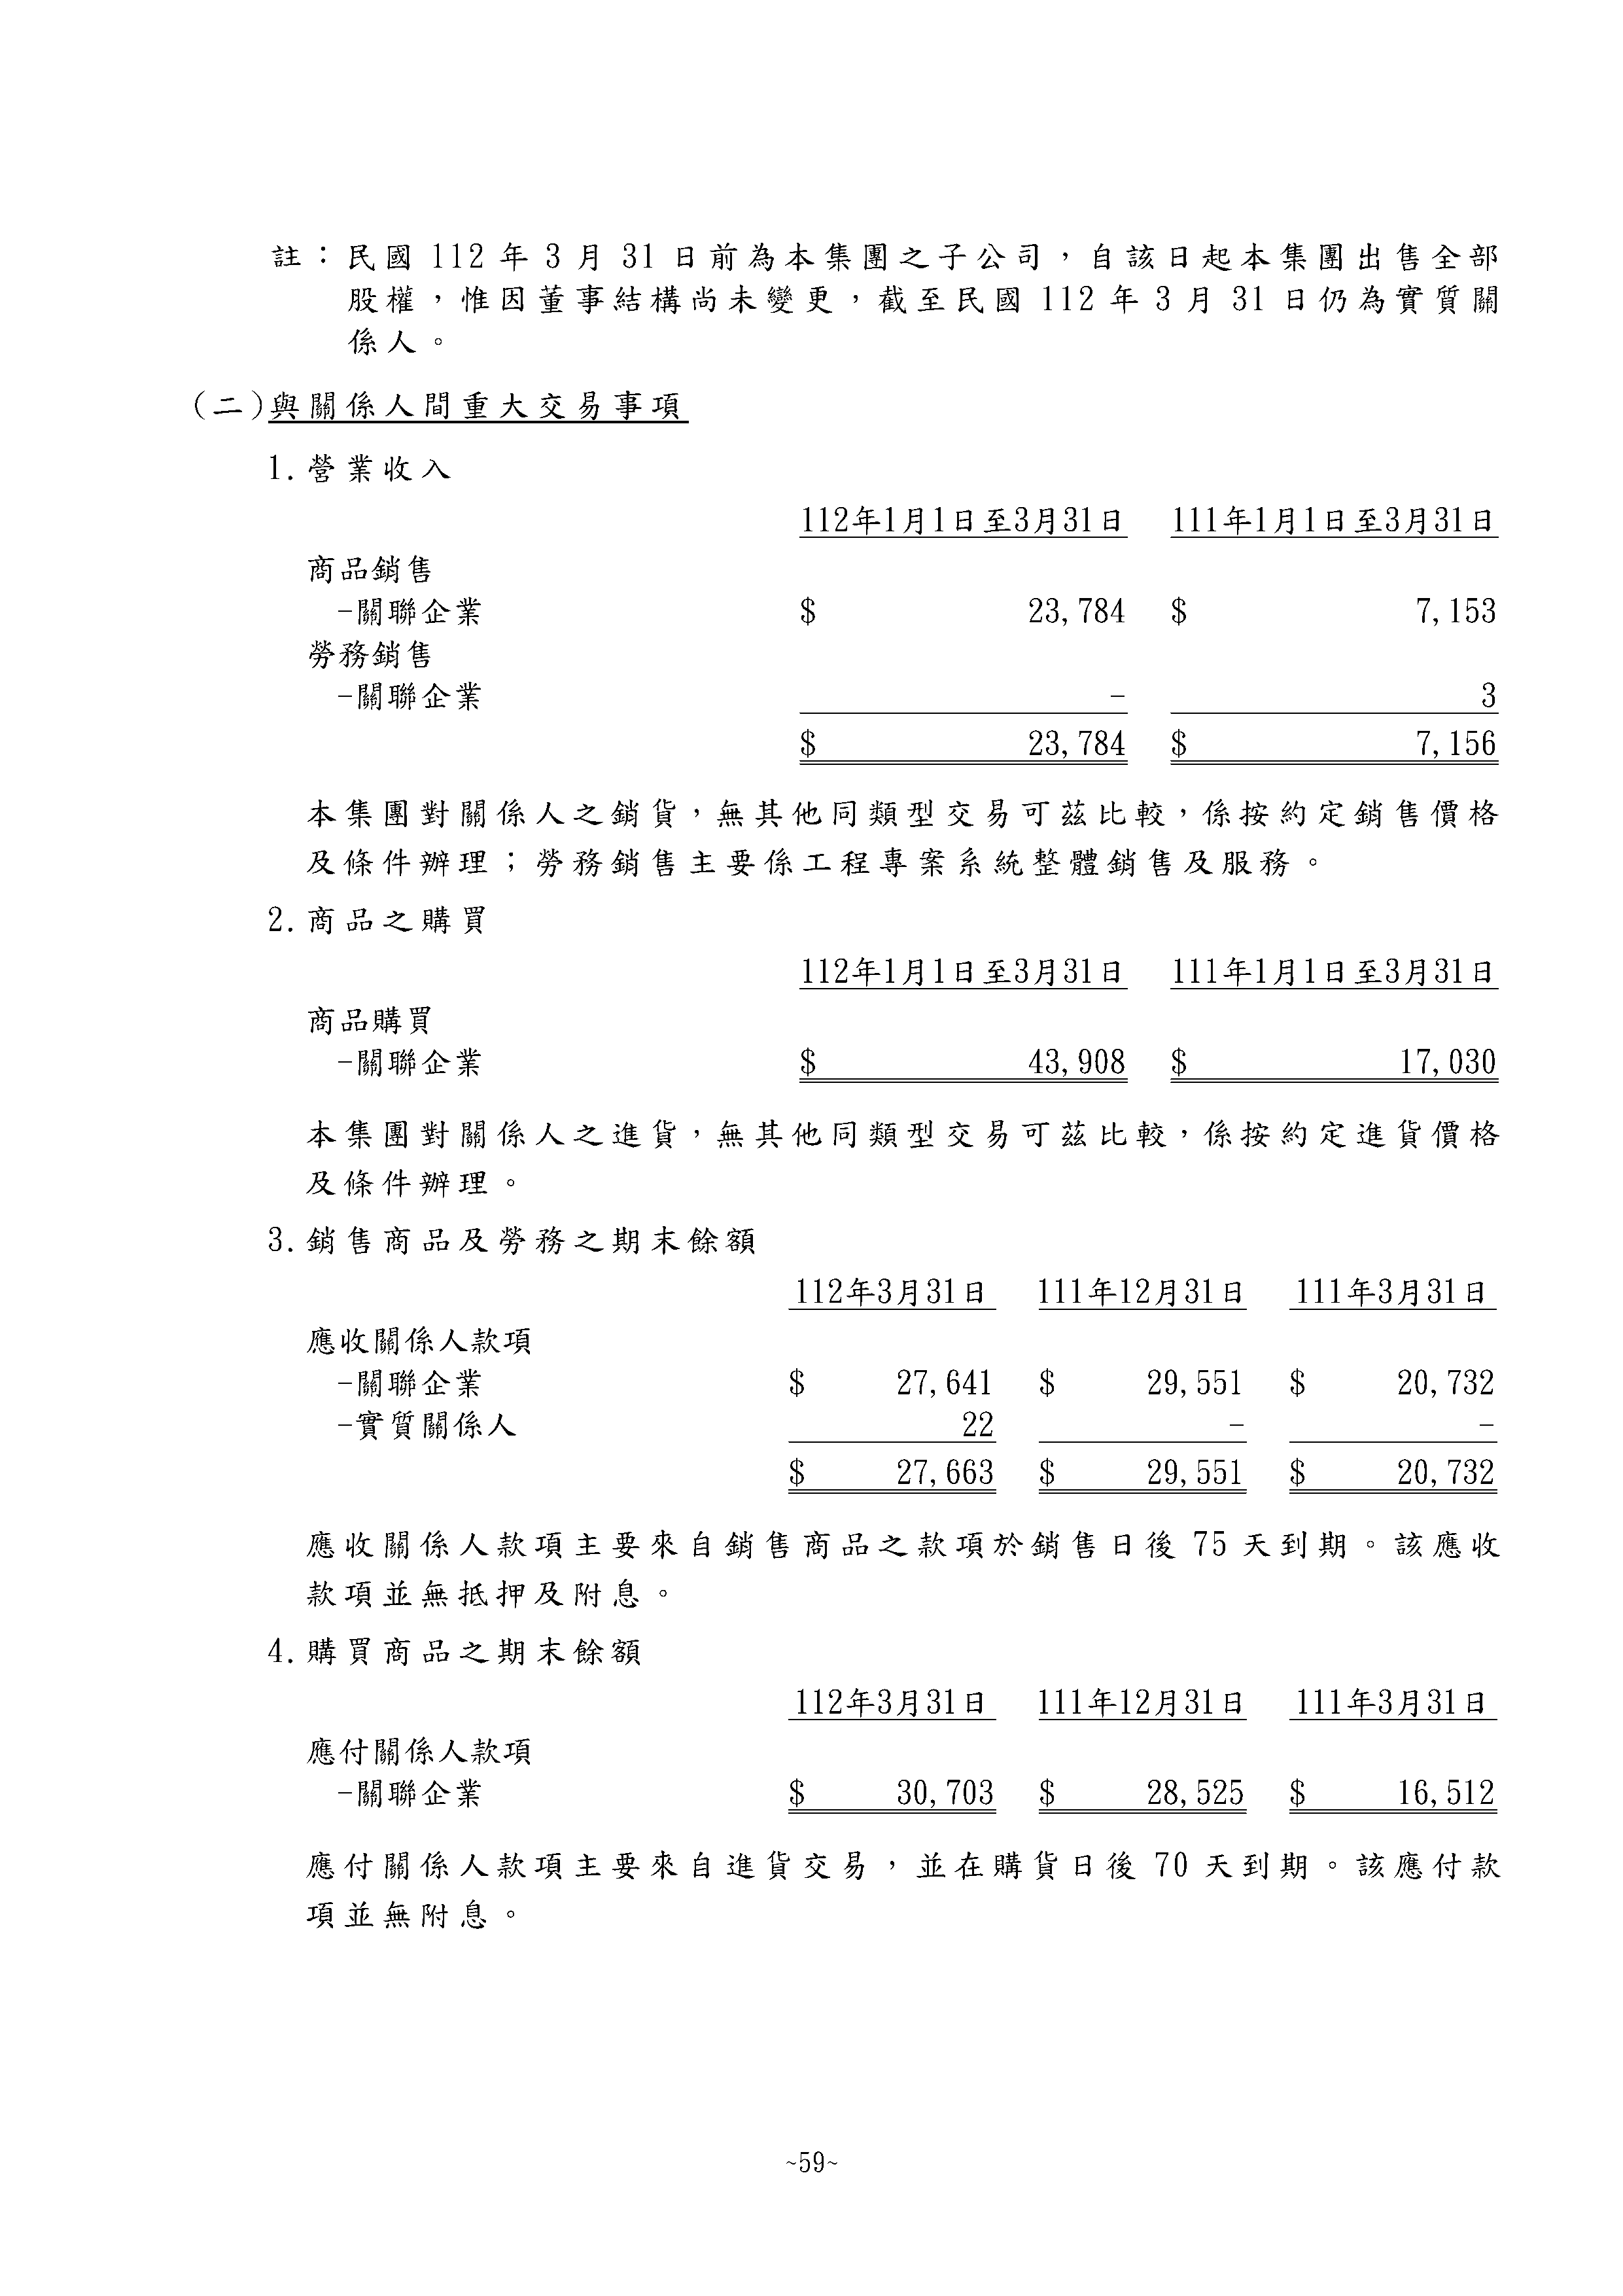 註：民國 112 年 3 月 31 日前為本集團之子公司，自該日起本集團出售全部
股權，惟因董事結構尚未變更，截至民國 112 年 3 月 31 日仍為實質關
係人。
(二)與關係人間重大交易事項
1.營業收入
112年1月1日至3月31日 111年1月1日至3月31日
商品銷售
-關聯企業 $ 23,784 $ 7,153
勞務銷售
-關聯企業 - 3
$ 23,784 $ 7,156
本集團對關係人之銷貨，無其他同類型交易可茲比較，係按約定銷售價格
及條件辦理；勞務銷售主要係工程專案系統整體銷售及服務。
2.商品之購買
112年1月1日至3月31日 111年1月1日至3月31日
商品購買
-關聯企業 $ 43,908 $ 17,030
本集團對關係人之進貨，無其他同類型交易可茲比較，係按約定進貨價格
及條件辦理。
3.銷售商品及勞務之期末餘額
112年3月31日 111年12月31日 111年3月31日
應收關係人款項
-關聯企業 $ 27,641 $ 29,551 $ 20,732
-實質關係人 22 - -
$ 27,663 $ 29,551 $ 20,732
應收關係人款項主要來自銷售商品之款項於銷售日後 75 天到期。該應收
款項並無抵押及附息。
4.購買商品之期末餘額
112年3月31日 111年12月31日 111年3月31日
應付關係人款項
-關聯企業 $ 30,703 $ 28,525 $ 16,512
應付關係人款項主要來自進貨交易，並在購貨日後 70 天到期。該應付款
項並無附息。
~59~